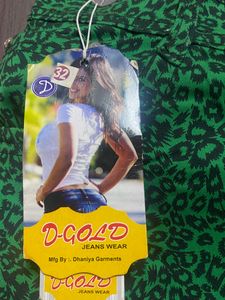 32
D
D-GOLD
JEANS WEAR
Mfg By :. Dhaniya Garments
D-GOLD
JEANS WEAR